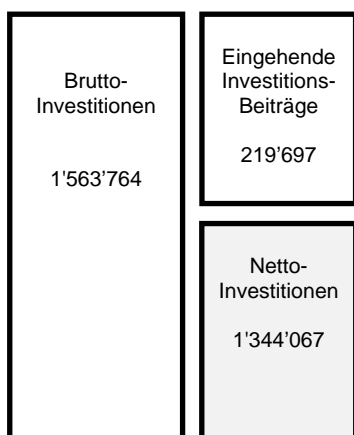 Brutto-
Investitionen
1'563'764
Eingehende
Investitions-
Beiträge
219’697
Netto-
Investitionen
1'344’067